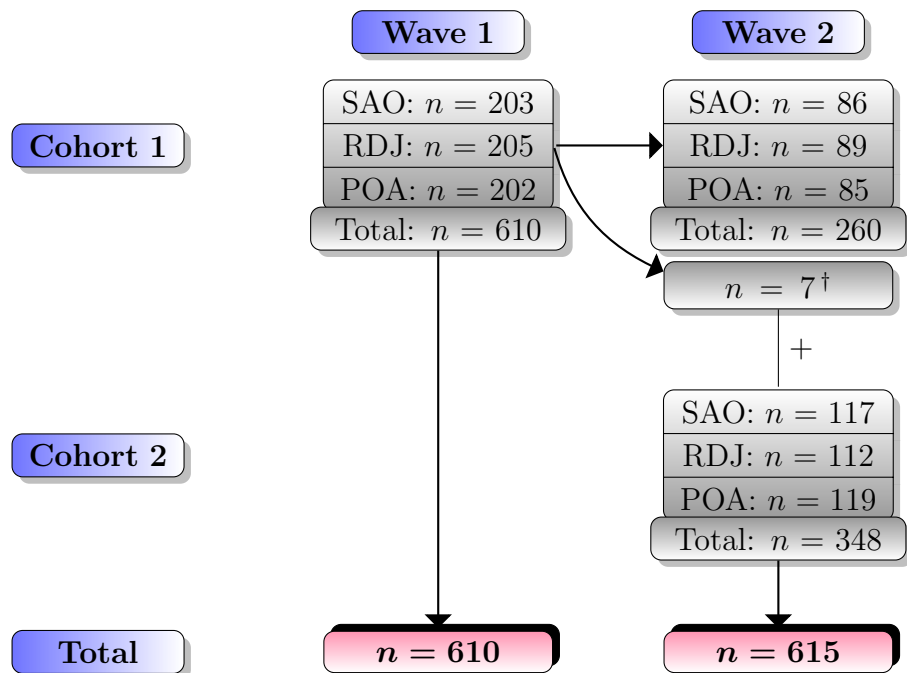 Wave 1
Wave 2
Cohort 1
SAO: n = 203
RDJ: n = 205
POA: n = 202
Total: n = 610
SAO: n = 86
RDJ: n = 89
POA: n = 85
Total: n = 260
n = 7†
+
Cohort 2
SAO: n = 117
RDJ: n = 112
POA: n = 119
Total: n = 348
Total
n = 610
n = 615